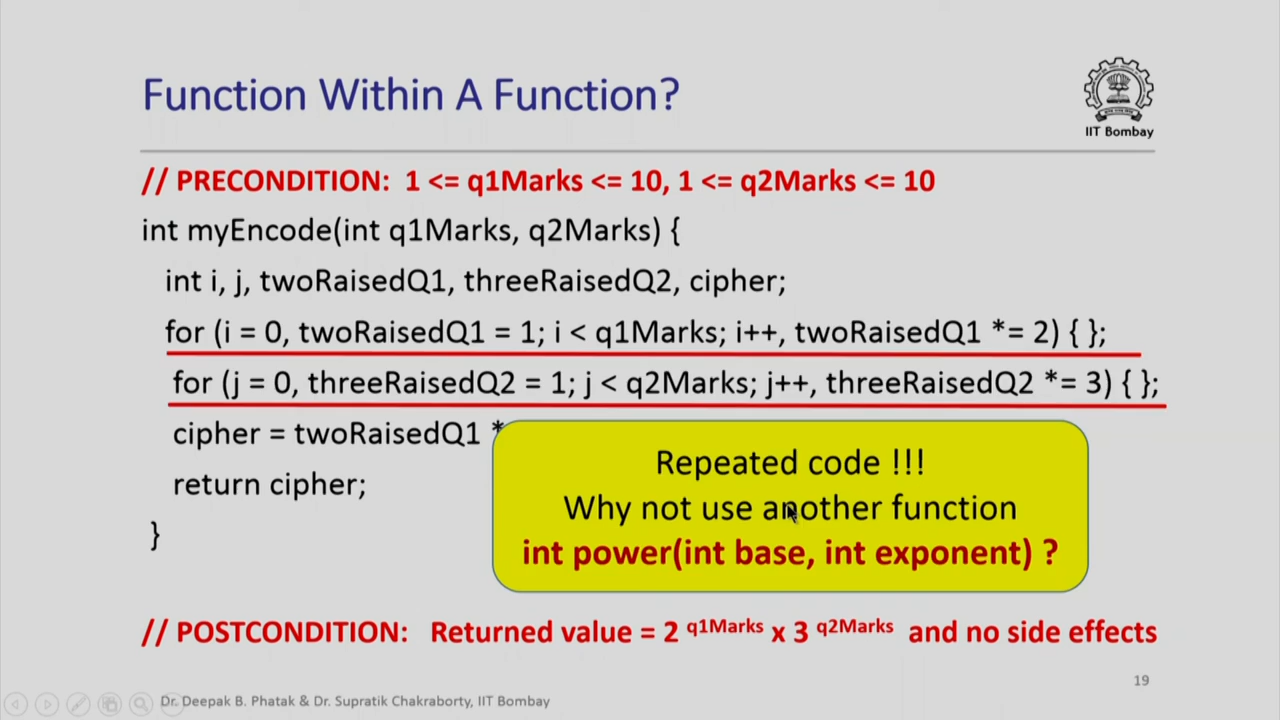 Function Within A Function?
IIT Bombay
// PRECONDITION: 1 <= q1Marks <= 10, 1 <= q2Marks <= 10
int myEncode(int q1Marks, q2Marks) {
int i, j, twoRaisedQ1, threeRaisedQ2, cipher;
for (i = 0, twoRaisedQ1 = 1; i < q1Marks; i++, twoRaisedQ1 *= 2) { };
for (j = 0, threeRaisedQ2 = 1; j < q2Marks; j++, threeRaisedQ2 *= 3) { };
cipher = twoRaisedQ1 *
return cipher;
}
Repeated code !!!
Why not use another function
int power(int base, int exponent) ?
// POSTCONDITION: Returned value = 2 q1Marks x 3 q2Marks and no side effects
19
Dr. Deepak B. Phatak & Dr. Supratik Chakraborty, IIT Bombay